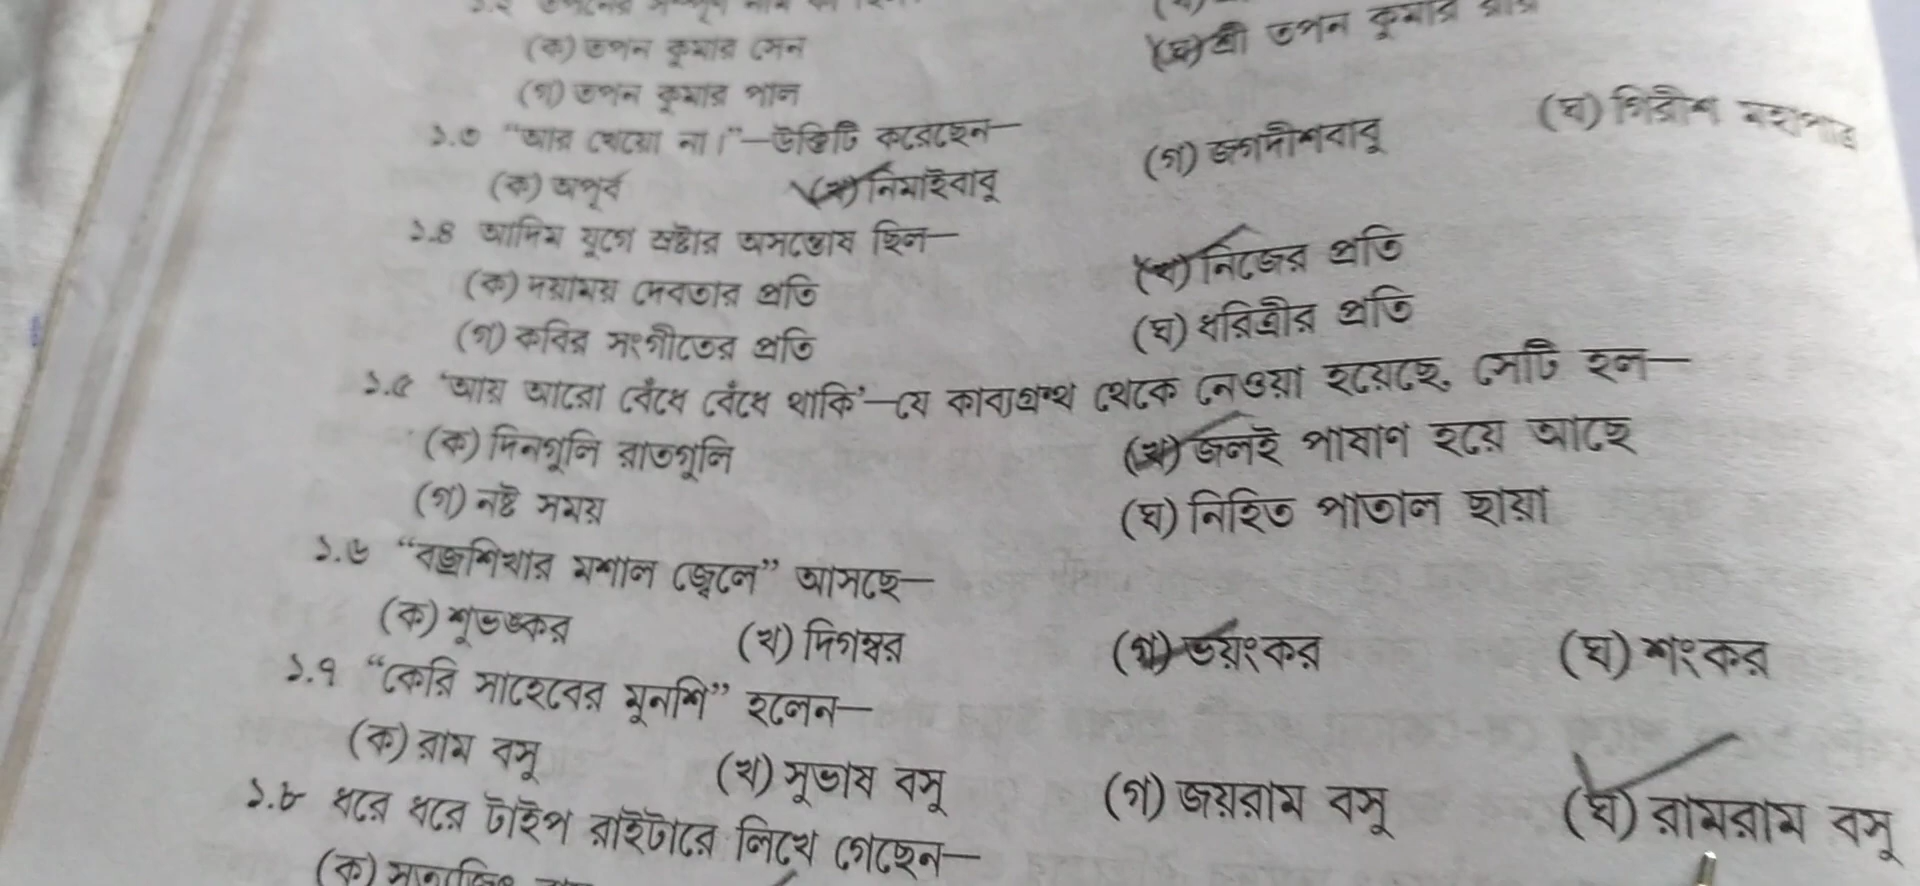 (ক) তপন কুমার সেন
(ঘ) শ্রী তপন কুমার রায়
(গ) তপন কুমার পাল
১.৩ “আর খেয়ো না।”—উক্তিটি করেছেন—
(ক) অপূর্ব (খ) নিমাইবাবু (গ) জগদীশবাবু (ঘ) গিরীশ মহাপাত্র
১.৪ আদিম যুগে স্রষ্টার অসন্তোষ ছিল—
(ক) দয়াময় দেবতার প্রতি (খ) নিজের প্রতি
(গ) কবির সংগীতের প্রতি (ঘ) ধরিত্রীর প্রতি
১.৫ ‘আয় আরো বেঁধে বেঁধে থাকি’—যে কাব্যগ্রন্থ থেকে নেওয়া হয়েছে, সেটি হল—
(ক) দিনগুলি রাতগুলি (খ) জলই পাষাণ হয়ে আছে
(গ) নষ্ট সময় (ঘ) নিহিত পাতাল ছায়া
১.৬ “বজ্রশিখার মশাল জ্বেলে” আসছে—
(ক) শুভঙ্কর (খ) দিগম্বর (গ) ভয়ংকর (ঘ) শংকর
১.৭ “কেরি সাহেবের মুনশি” হলেন—
(ক) রাম বসু (খ) সুভাষ বসু (গ) জয়রাম বসু (ঘ) রামরাম বসু
১.৮ ধরে ধরে টাইপ রাইটারে লিখে গেছেন—
(ক)